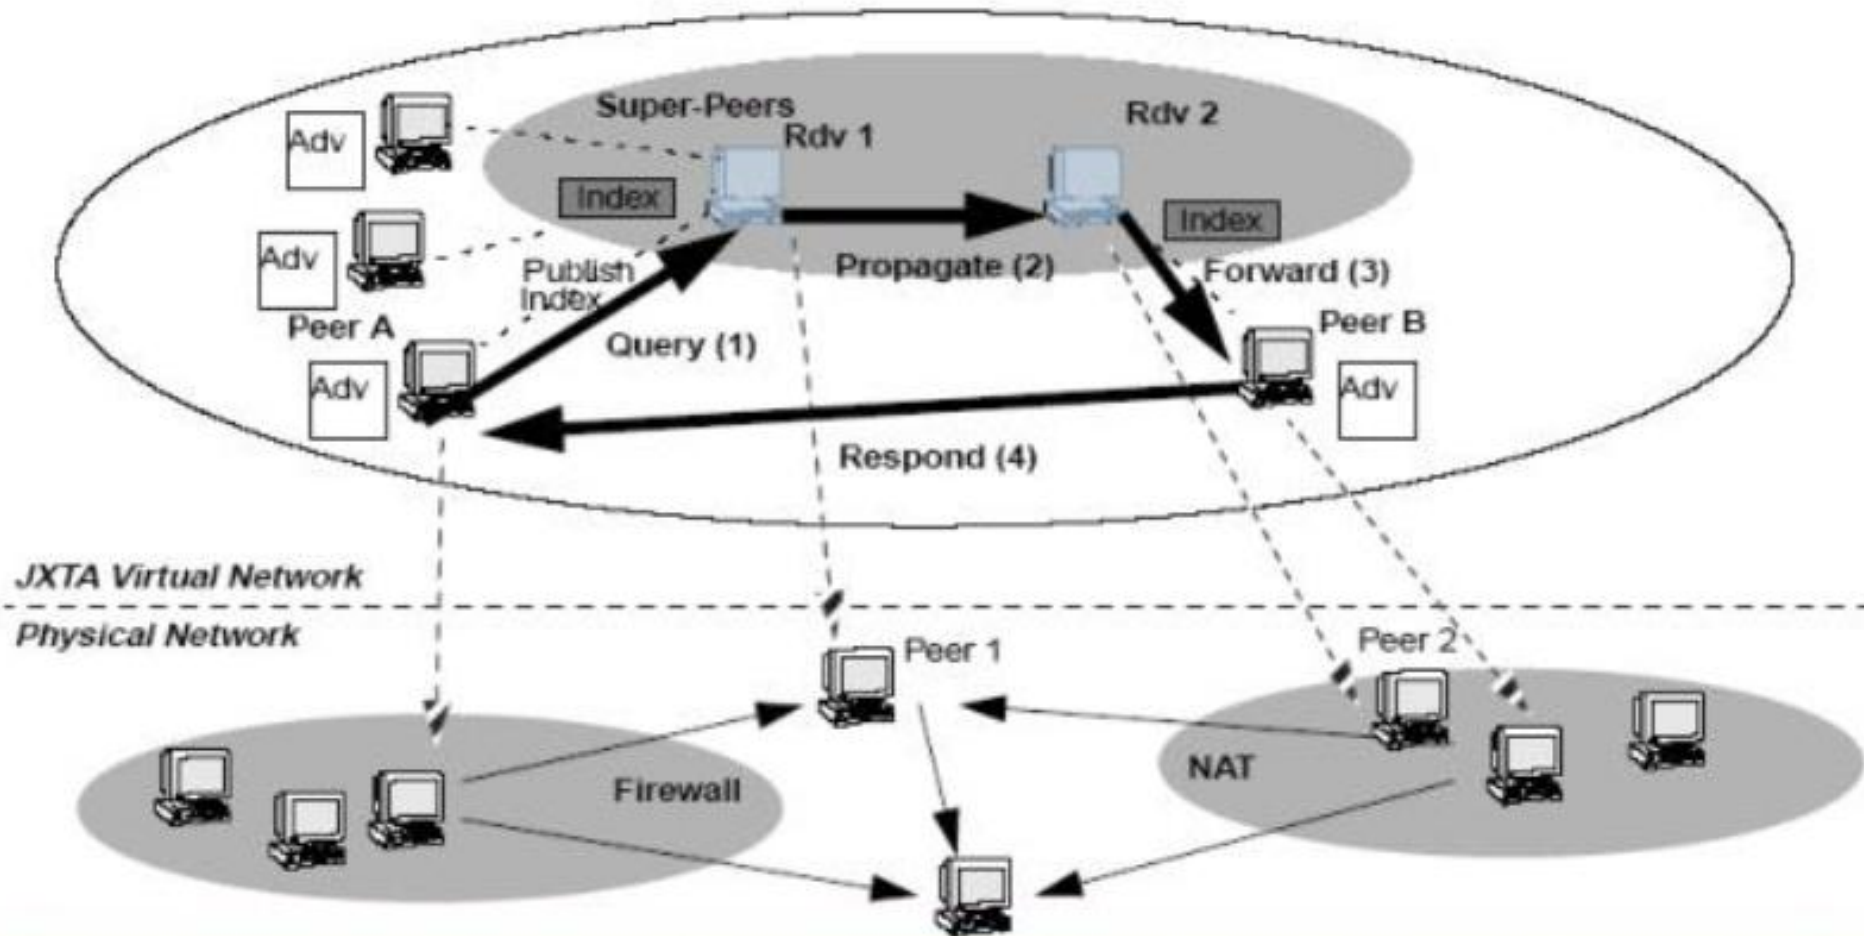 Super-Peers
Rdv 1
Rdv 2
Adv
Index
Index
Adv
Publish
Index
Propagate (2)
Forward (3)
Peer A
Query (1)
Peer B
Adv
Adv
Respond (4)
JXTA Virtual Network
Physical Network
Peer 1
Peer 2
Firewall
NAT